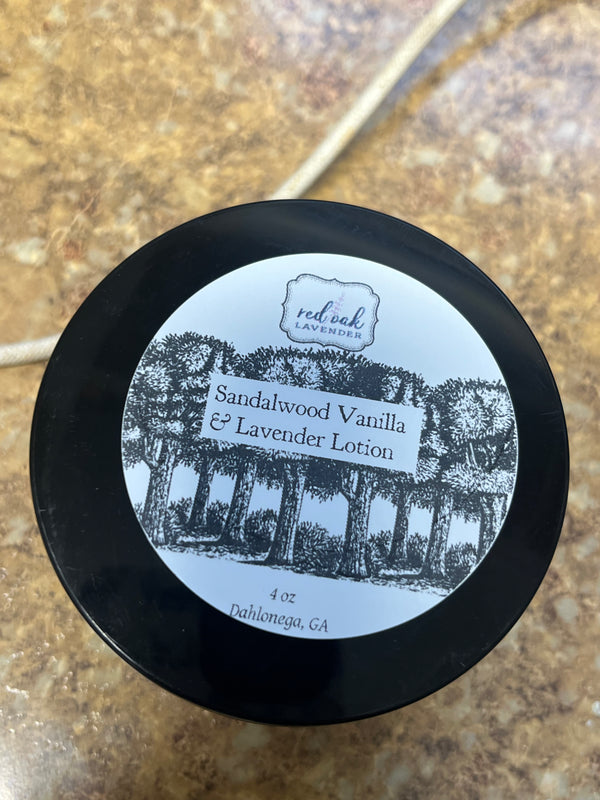 red oak
LAVENDER
Sandalwood Vanilla
& Lavender Lotion
4 oz
Dahlonega, GA